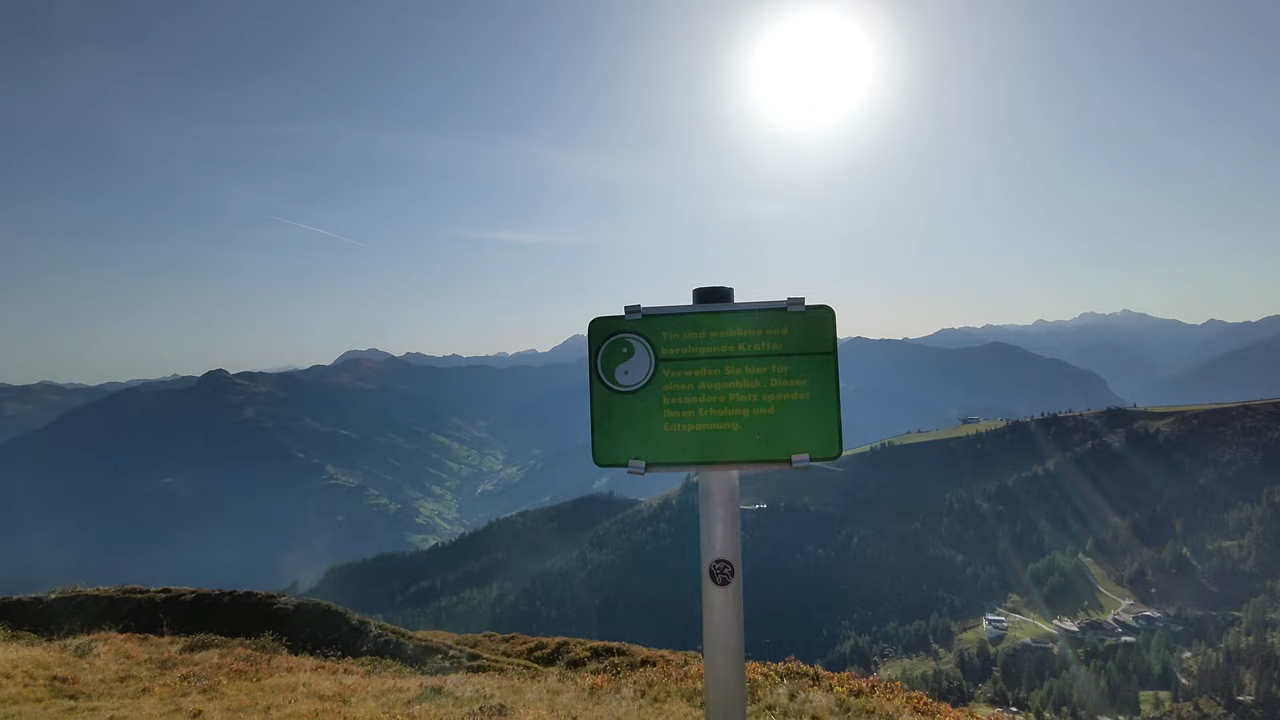 Yin sind weibliche und
beruhigende Kräfte:
Verweilen Sie hier für
einen Augenblick. Dieser
besondere Platz spendet
Ihnen Erholung und
Entspannung.